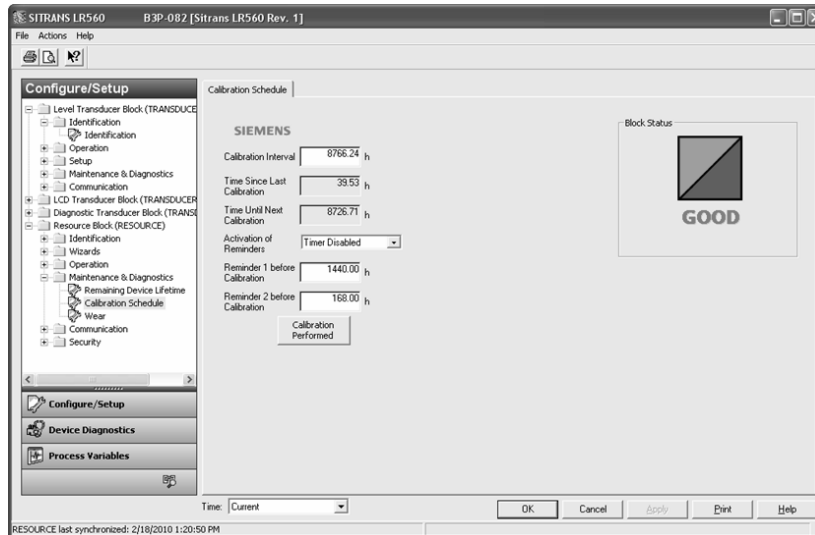 SITRANS LR560 B3P-082 [Sitrans LR560 Rev. 1]
File Actions Help
Configure/Setup
Level Transducer Block (TRANSDUCE
Identification
Identification
Operation
Setup
Maintenance & Diagnostics
Communication
LCD Transducer Block (TRANSDUCER
Diagnostic Transducer Block (TRANSD
Resource Block (RESOURCE)
Identification
Wizards
Operation
Maintenance & Diagnostics
Remaining Device Lifetime
Calibration Schedule
Wear
Communication
Security
Configure/Setup
Device Diagnostics
Process Variables
Calibration Schedule
SIEMENS
Calibration Interval 8766.24 h
Time Since Last
Calibration 39.53 h
Time Until Next
Calibration 8726.71 h
Activation of
Reminders Timer Disabled
Reminder 1 before
Calibration 1440.00 h
Reminder 2 before
Calibration 168.00 h
Calibration
Performed
Block Status
GOOD
Time: Current
OK Cancel Apply Print Help
RESOURCE last synchronized: 2/18/2010 1:20:50 PM